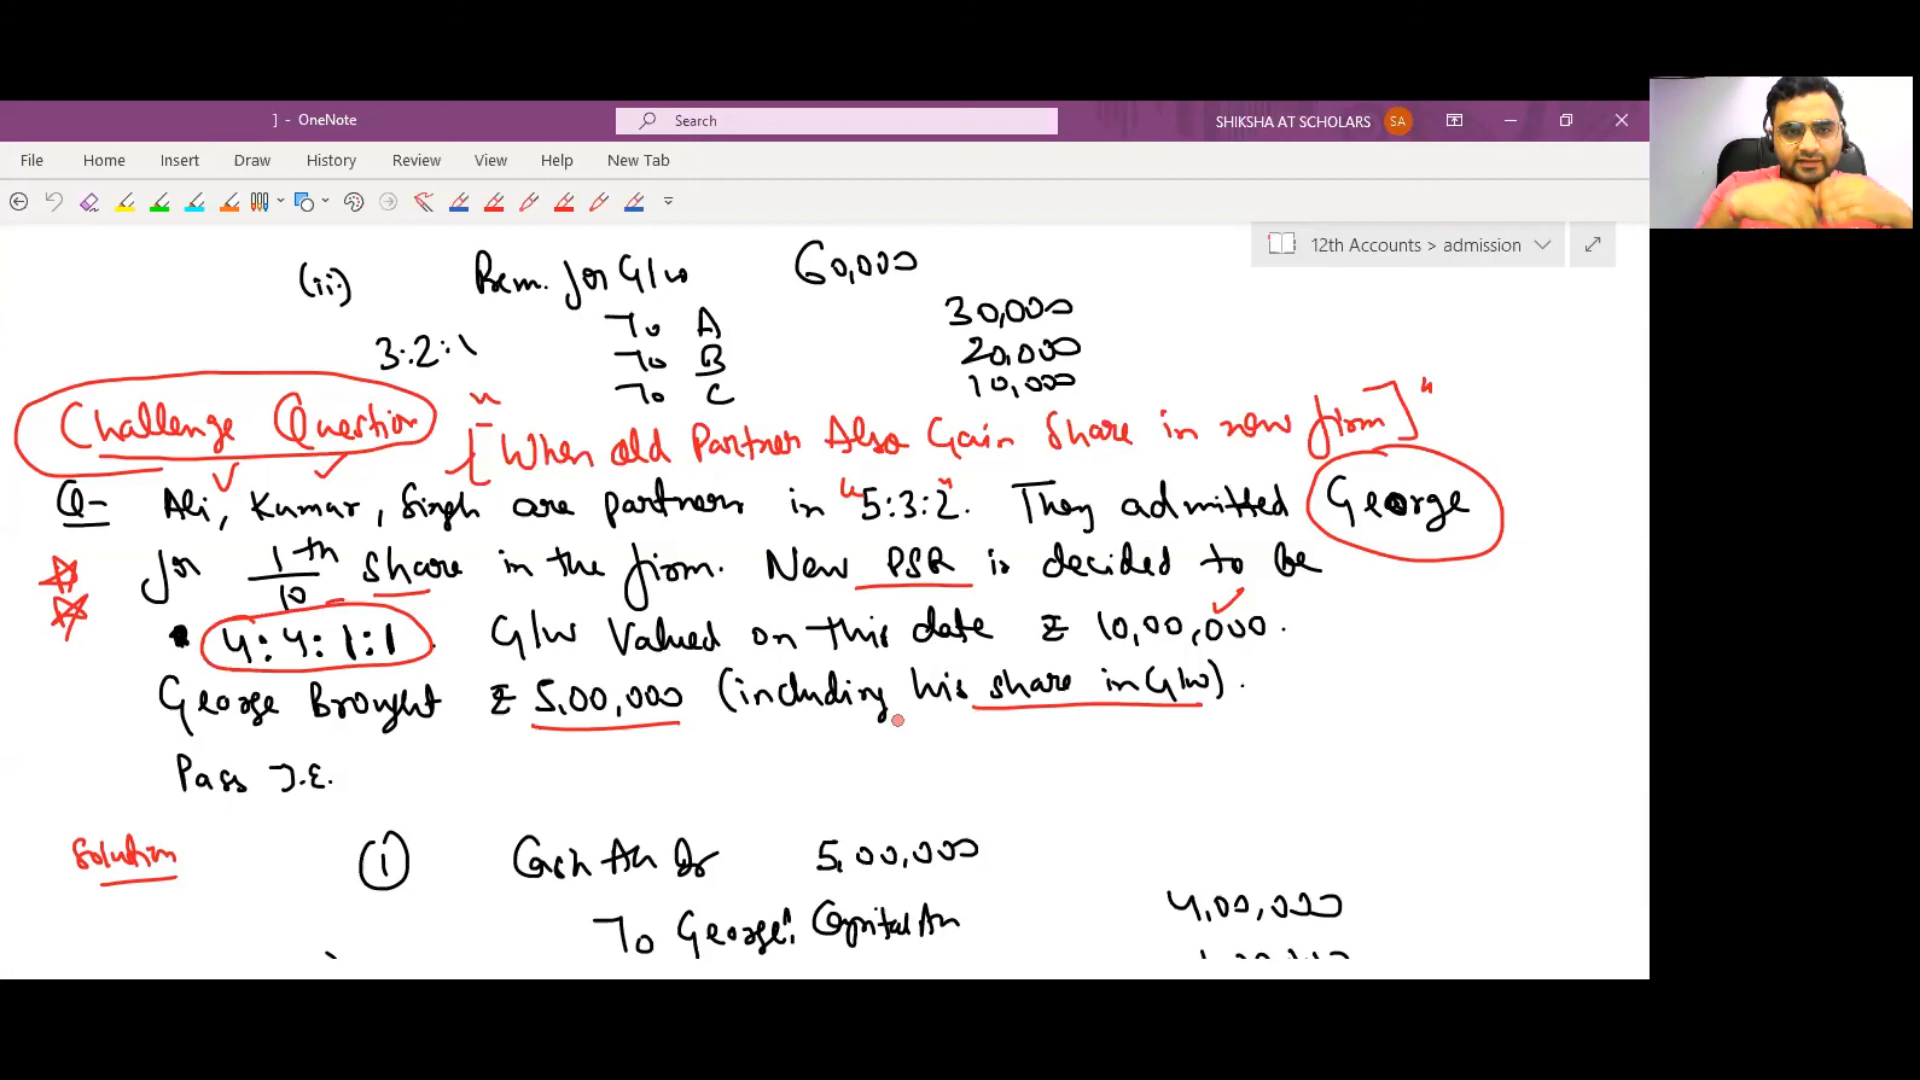 ] - OneNote
Search
SHIKSHA AT SCHOLARS SA
File Home Insert Draw History Review View Help New Tab
12th Accounts > admission
(ii) Prem. for G/w 60,000
To A 30,000
3:2:1 To B 20,000
To C 10,000
Challenge Question "[When old Partner Also Gain Share in new firm]"
Q- Ali, Kumar, Singh are partners in "5:3:2". They admitted George
for 1/10 th share in the firm. New PSR is decided to be
4:4:1:1. G/w Valued on this date ₹ 10,00,000.
George Brought ₹ 5,00,000 (including his share in G/w).
Pass J.E.
Solution ① Cash A/c Dr 5,00,000
To George's Capital A/c 4,00,000